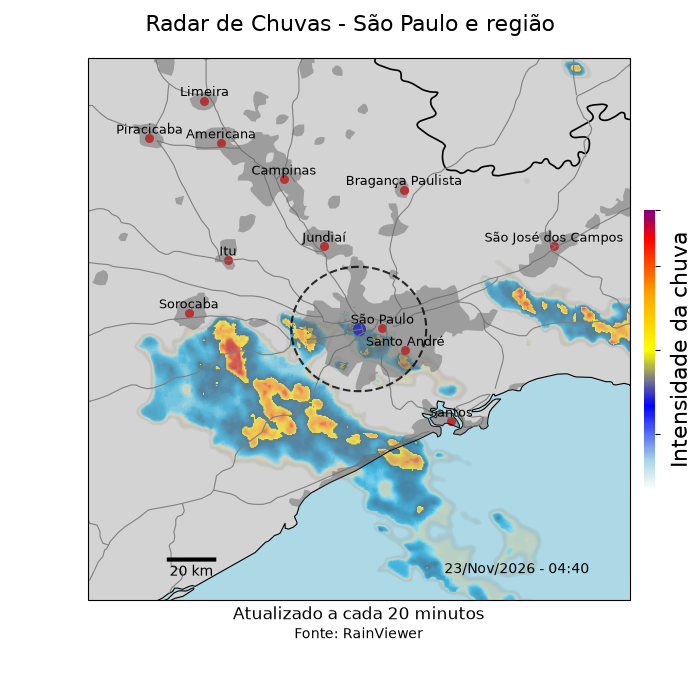 Radar de Chuvas - São Paulo e região
Limeira
Piracicaba
Americana
Campinas
Bragança Paulista
Jundiaí
São José dos Campos
Itu
Sorocaba
São Paulo
Santo André
Santos
Intensidade da chuva
23/Nov/2026 - 04:40
20 km
Atualizado a cada 20 minutos
Fonte: RainViewer